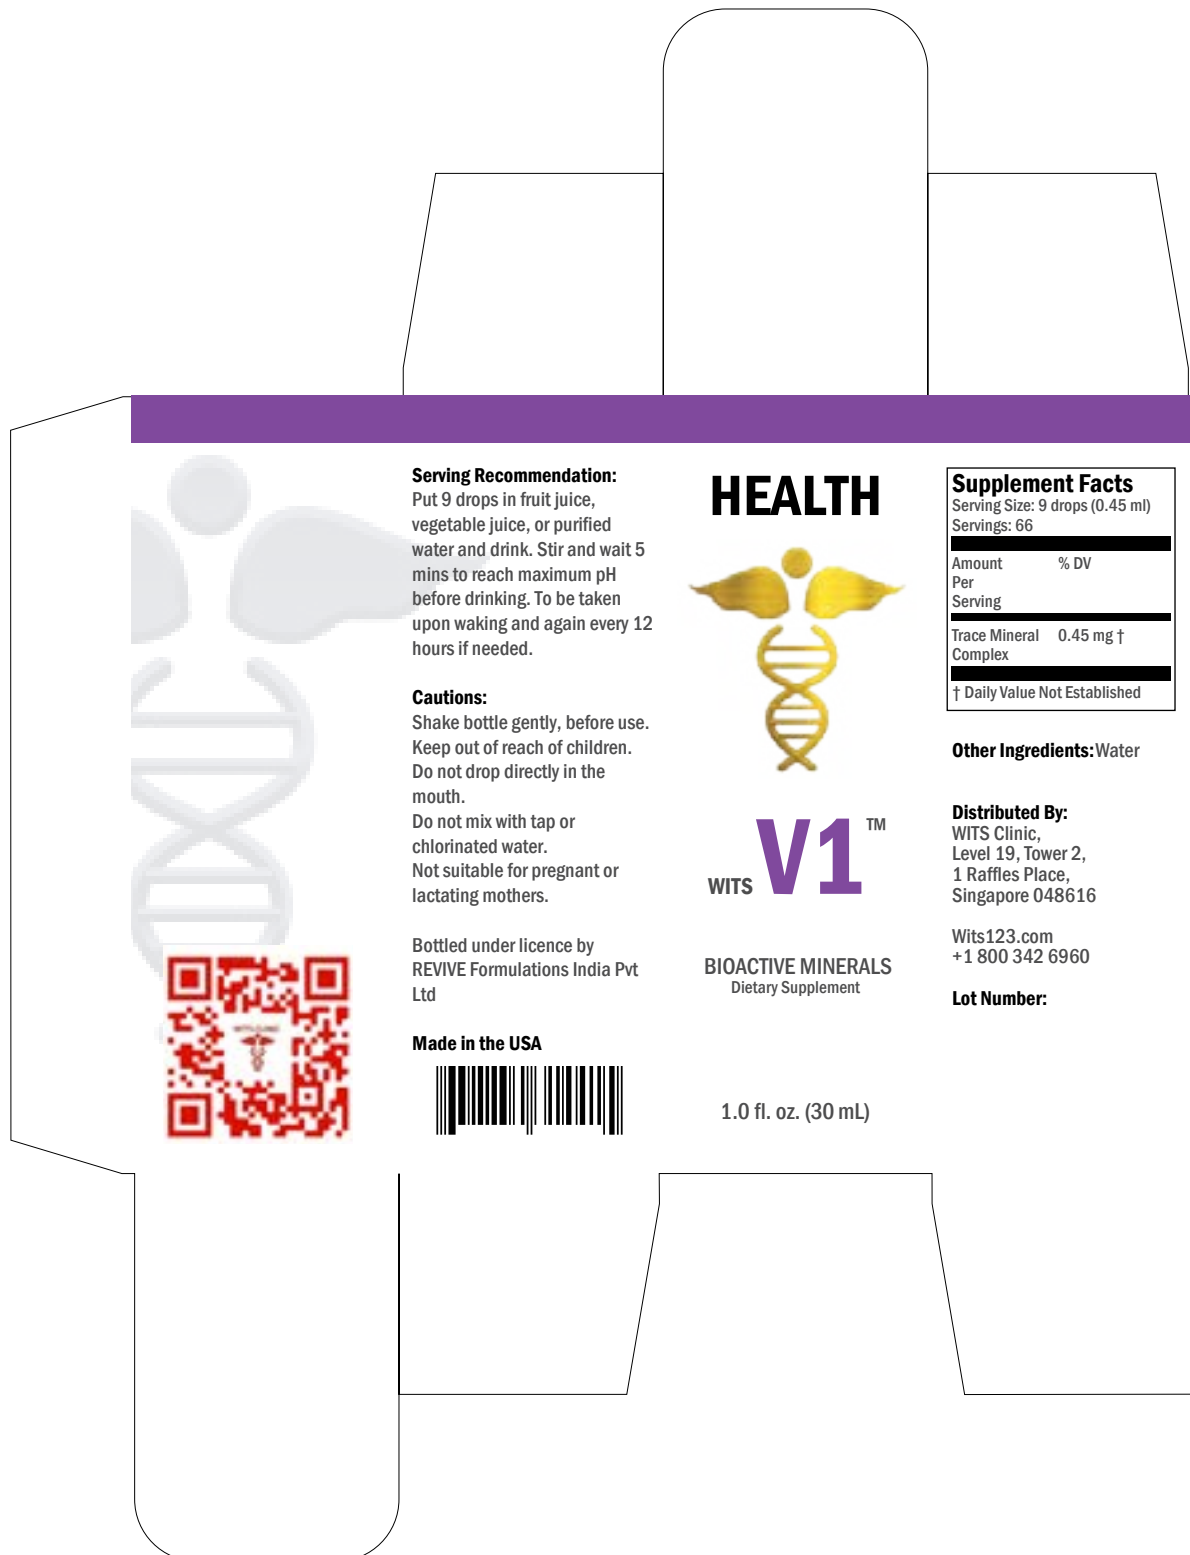 Serving Recommendation:
Put 9 drops in fruit juice,
vegetable juice, or purified
water and drink. Stir and wait 5
mins to reach maximum pH
before drinking. To be taken
upon waking and again every 12
hours if needed.
Cautions:
Shake bottle gently, before use.
Keep out of reach of children.
Do not drop directly in the
mouth.
Do not mix with tap or
chlorinated water.
Not suitable for pregnant or
lactating mothers.
Bottled under licence by
REVIVE Formulations India Pvt
Ltd
Made in the USA
HEALTH
WITS V1 ™
BIOACTIVE MINERALS
Dietary Supplement
1.0 fl. oz. (30 mL)
Supplement Facts
Serving Size: 9 drops (0.45 ml)
Servings: 66
Amount % DV
Per
Serving
Trace Mineral 0.45 mg †
Complex
† Daily Value Not Established
Other Ingredients: Water
Distributed By:
WITS Clinic,
Level 19, Tower 2,
1 Raffles Place,
Singapore 048616
Wits123.com
+1 800 342 6960
Lot Number: